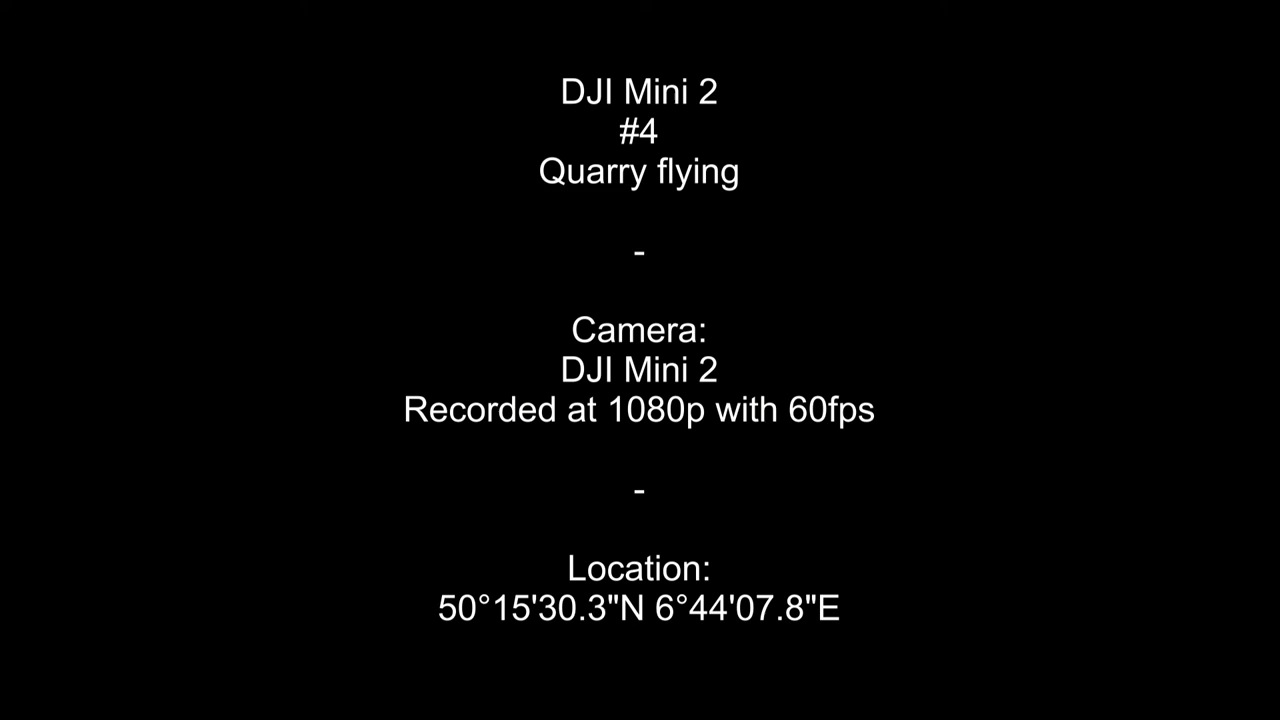 DJI Mini 2
#4
Quarry flying
-
Camera:
DJI Mini 2
Recorded at 1080p with 60fps
-
Location:
50°15'30.3"N 6°44'07.8"E